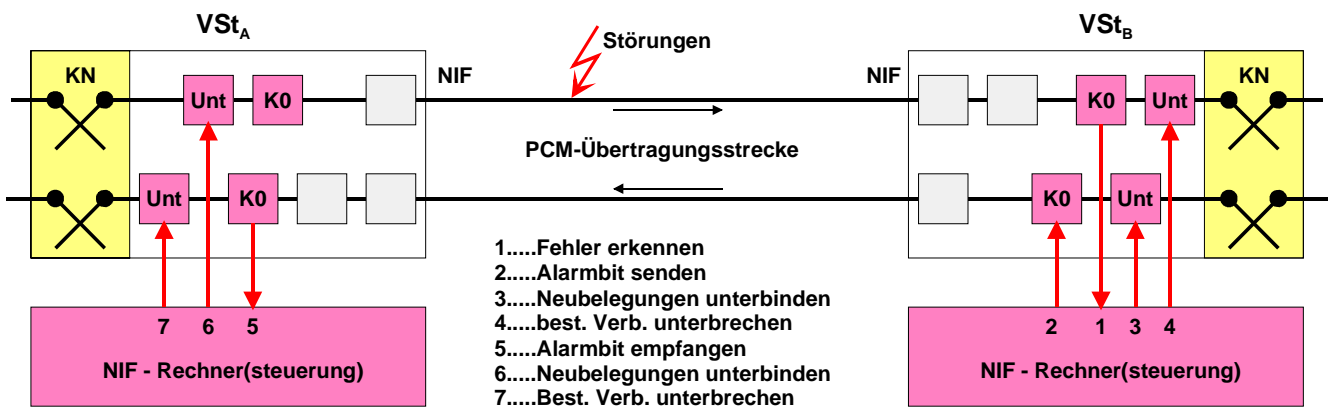 VStA
VStB
Störungen
KN
NIF
NIF
KN
Unt
K0
K0
Unt
PCM-Übertragungsstrecke
Unt
K0
K0
Unt
1.....Fehler erkennen
2.....Alarmbit senden
3.....Neubelegungen unterbinden
4.....best. Verb. unterbrechen
5.....Alarmbit empfangen
6.....Neubelegungen unterbinden
7.....Best. Verb. unterbrechen
7 6 5
NIF - Rechner(steuerung)
2 1 3 4
NIF - Rechner(steuerung)